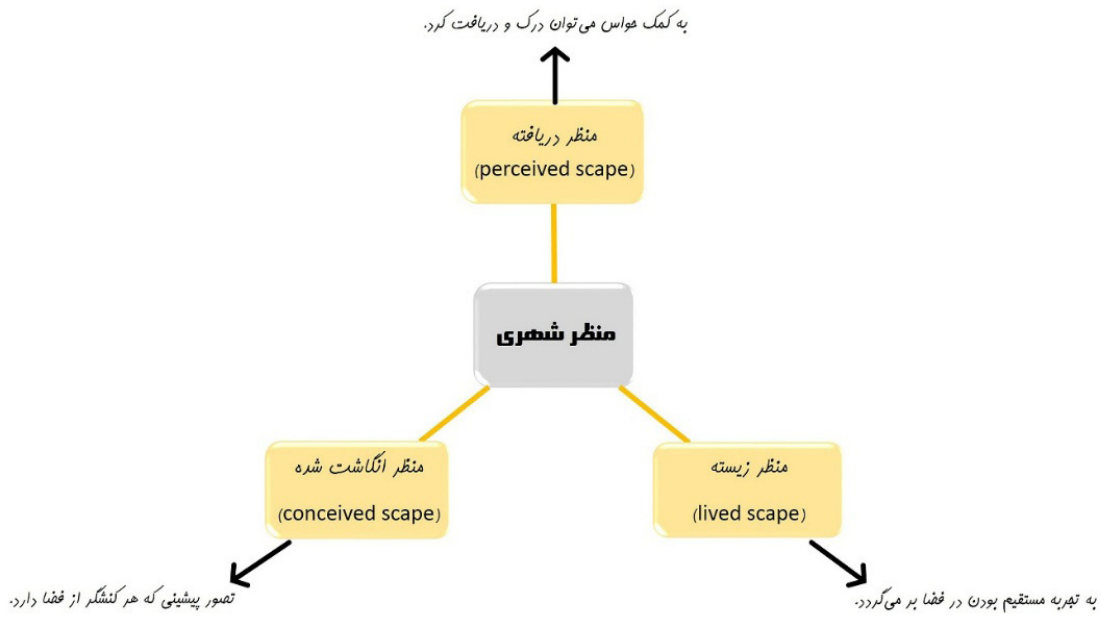 به کمک حواس می‌توان درک و دریافت کرد.
منظر دریافته
(perceived scape)
منظر شهری
منظر انگاشت شده
(conceived scape)
منظر زیسته
(lived scape)
تصور پیشینی که هر کنشگر از فضا دارد.
به تجربه مستقیم بودن در فضا بر می‌گردد.